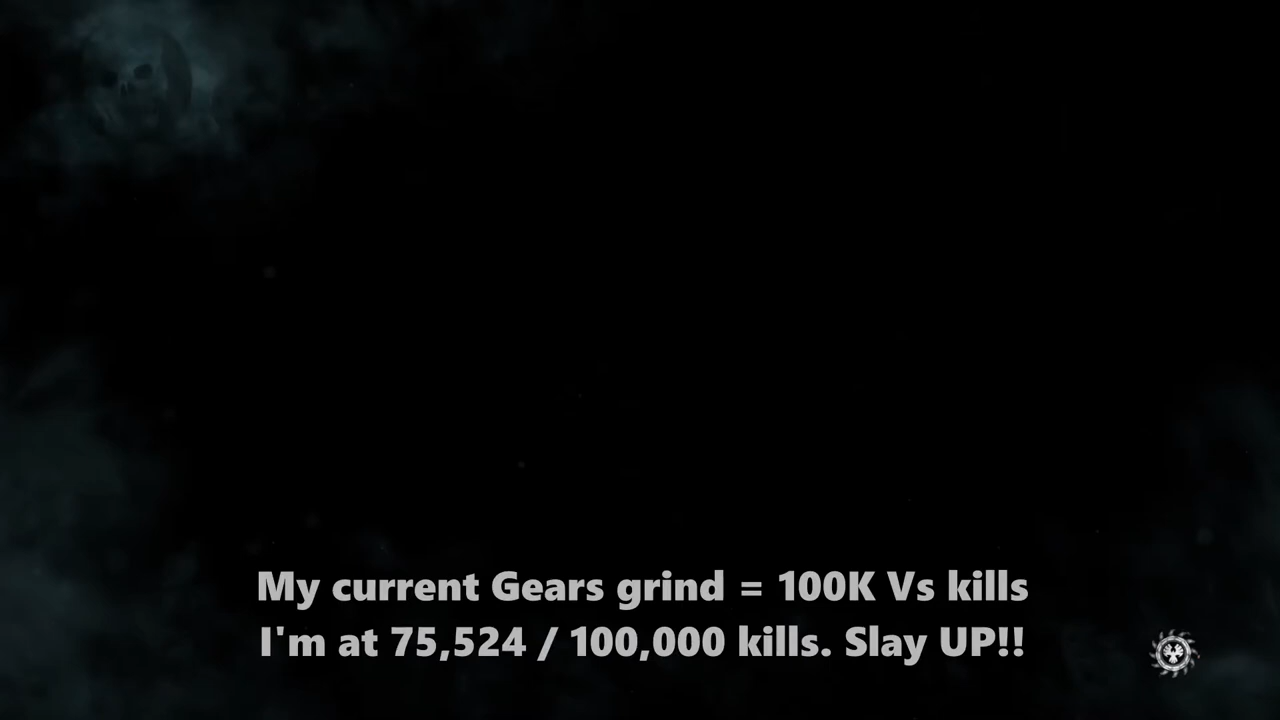 My current Gears grind = 100K Vs kills
I'm at 75,524 / 100,000 kills. Slay UP!!